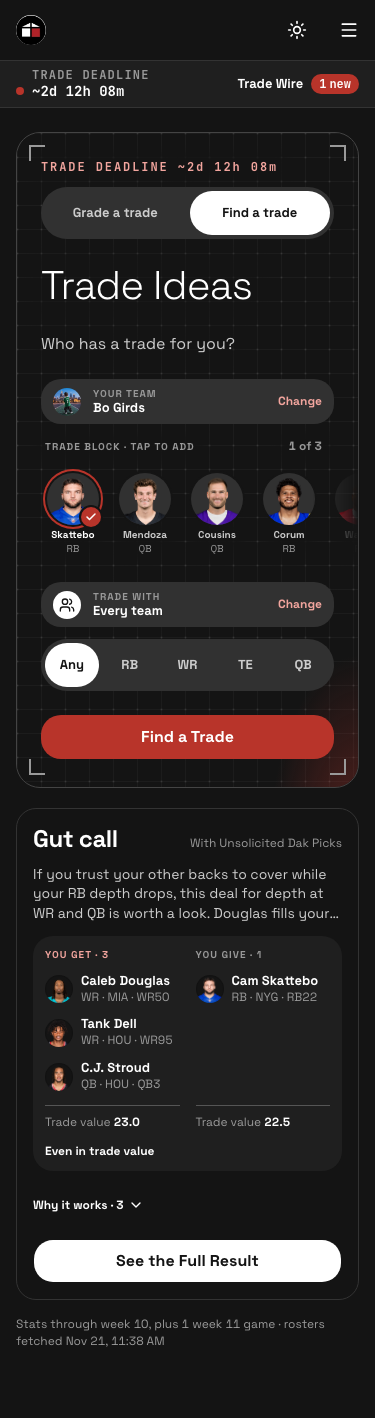 TRADE DEADLINE
~2d 12h 08m
Trade Wire
1 new
TRADE DEADLINE ~2d 12h 08m
Grade a trade
Find a trade
Trade Ideas
Who has a trade for you?
YOUR TEAM
Bo Girds
Change
TRADE BLOCK · TAP TO ADD
1 of 3
Skattebo
RB
Mendoza
QB
Cousins
QB
Corum
RB
TRADE WITH
Every team
Change
Any
RB
WR
TE
QB
Find a Trade
Gut call
With Unsolicited Dak Picks
If you trust your other backs to cover while
your RB depth drops, this deal for depth at
WR and QB is worth a look. Douglas fills your…
YOU GET · 3
Caleb Douglas
WR · MIA · WR50
Tank Dell
WR · HOU · WR95
C.J. Stroud
QB · HOU · QB3
Trade value 23.0
YOU GIVE · 1
Cam Skattebo
RB · NYG · RB22
Trade value 22.5
Even in trade value
Why it works · 3
See the Full Result
Stats through week 10, plus 1 week 11 game · rosters
fetched Nov 21, 11:38 AM